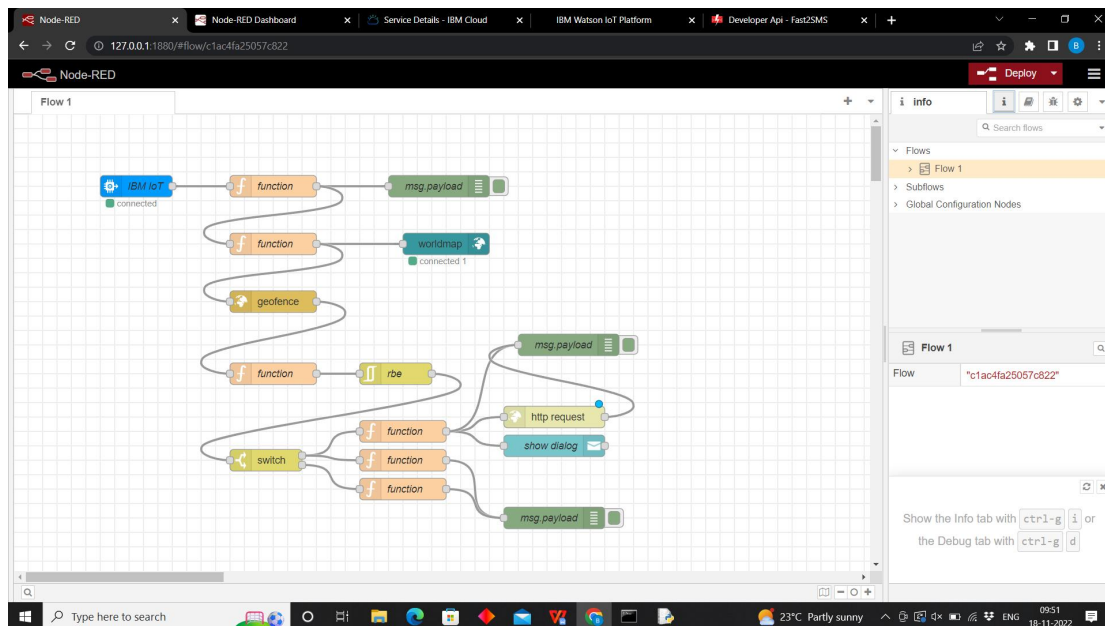 Node-RED
Node-RED Dashboard
Service Details - IBM Cloud
IBM Watson IoT Platform
Developer Api - Fast2SMS
127.0.0.1:1880/#flow/c1ac4fa25057c822
B
Node-RED
Deploy
Flow 1
i info
i
Search flows
Flows
Flow 1
Subflows
Global Configuration Nodes
IBM IoT
connected
function
msg.payload
function
worldmap
connected 1
geofence
msg.payload
function
rbe
http request
function
show dialog
switch
function
function
msg.payload
Flow 1
Flow
"c1ac4fa25057c822"
Show the Info tab with ctrl-g i or
the Debug tab with ctrl-g d
Type here to search
23°C Partly sunny
ENG
09:51
18-11-2022